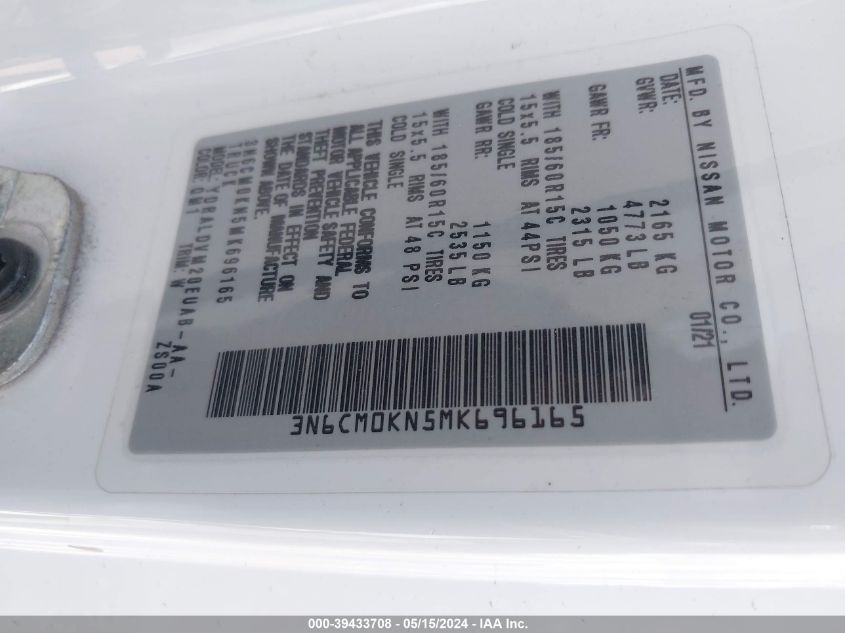 MFD. BY NISSAN MOTOR CO., LTD.
DATE: 01/21
GVWR: 2165 KG
4773 LB
GAWR FR: 1050 KG
2315 LB
WITH 185/60R15C TIRES
15x5.5 RIMS AT 44PSI
COLD SINGLE
GAWR RR: 1150 KG
2535 LB
WITH 185/60R15C TIRES
15x5.5 RIMS AT 48 PSI
COLD SINGLE
THIS VEHICLE CONFORMS TO
ALL APPLICABLE FEDERAL
MOTOR VEHICLE SAFETY AND
THEFT PREVENTION
STANDARDS IN EFFECT ON
THE DATE OF MANUFACTURE
SHOWN ABOVE.
3N6CM0KN5MK696165
TRUCK
MODEL: YDRALDYM20EUAB-AA-
COLOR: QM1 TRIM: W ZS00A
3N6CM0KN5MK696165
000-39433708 - 05/15/2024 - IAA Inc.